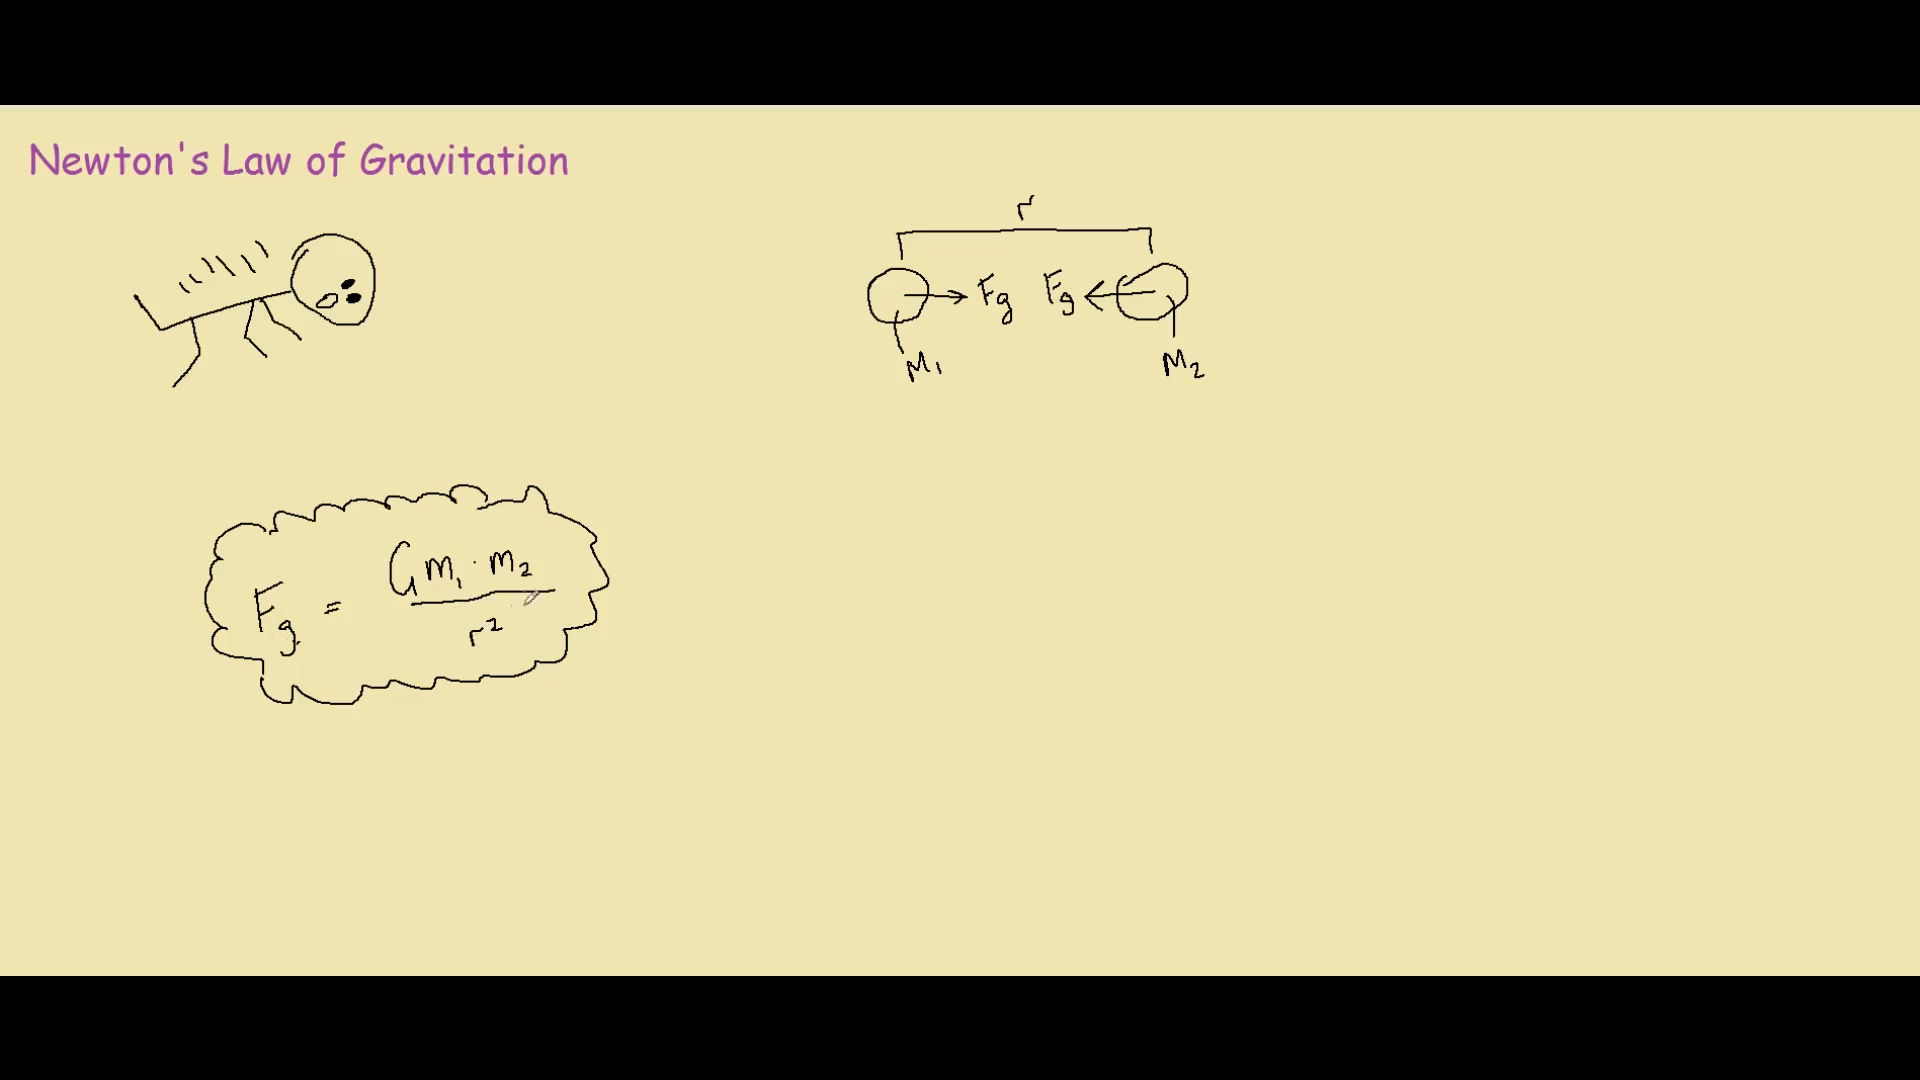 Newton's Law of Gravitation
r
Fg Fg
M1 M2
Fg = Gm1 · m2
r²